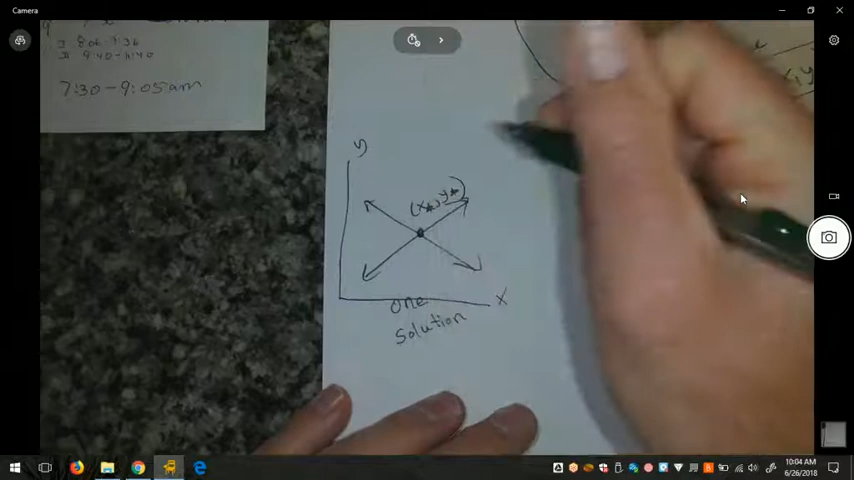 Camera
7:30-9:05am
y
(x*,y*)
x
one
solution
10:04 AM
6/26/2018